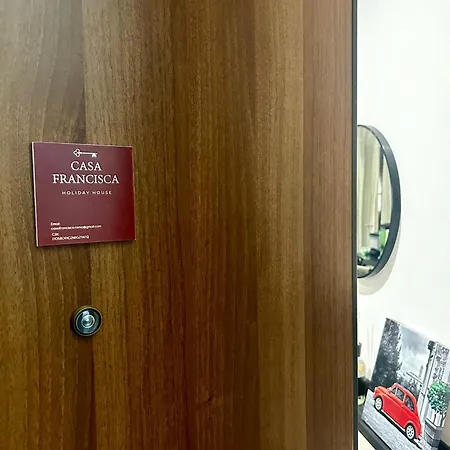 CASA
FRANCISCA
HOLIDAY HOUSE
Email:
CIN: